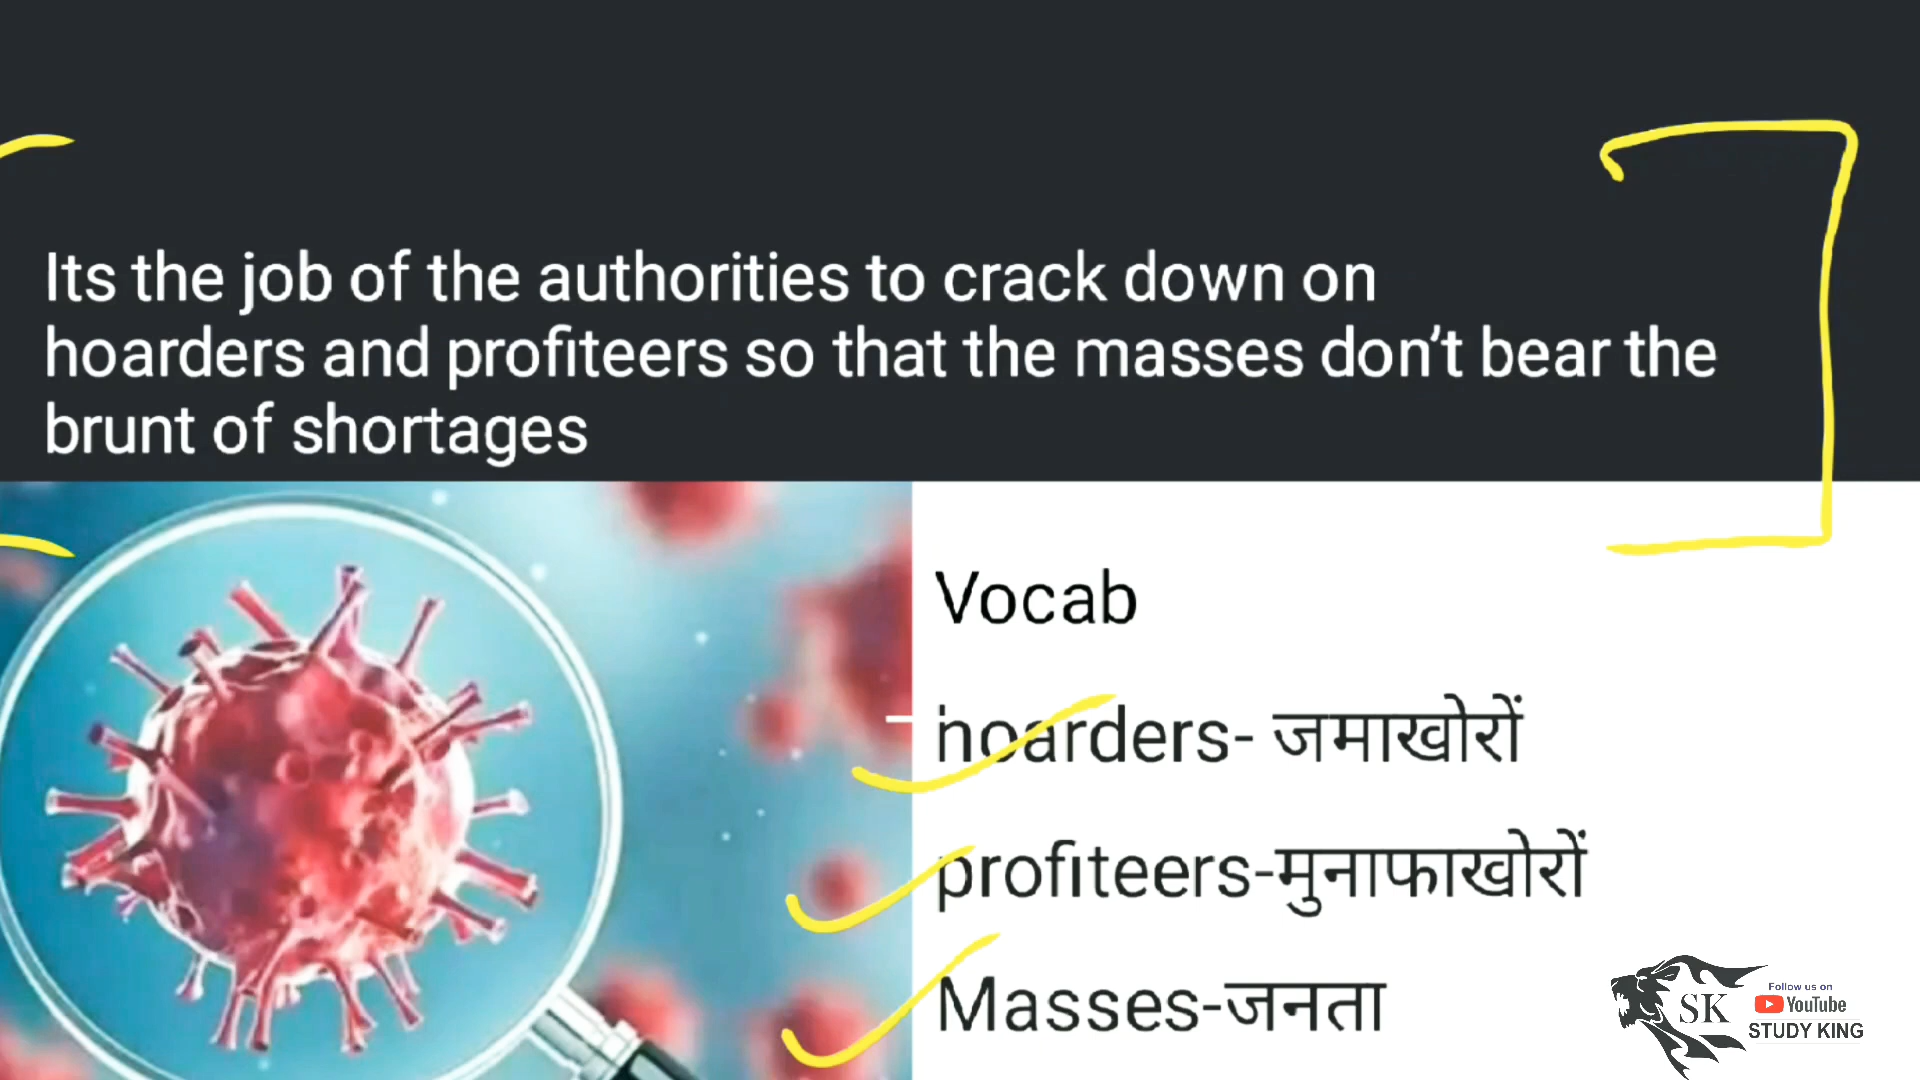 Its the job of the authorities to crack down on
hoarders and profiteers so that the masses don’t bear the
brunt of shortages
Vocab
hoarders- जमाखोरों
profiteers-मुनाफाखोरों
Masses-जनता
SK
Follow us on
YouTube
STUDY KING